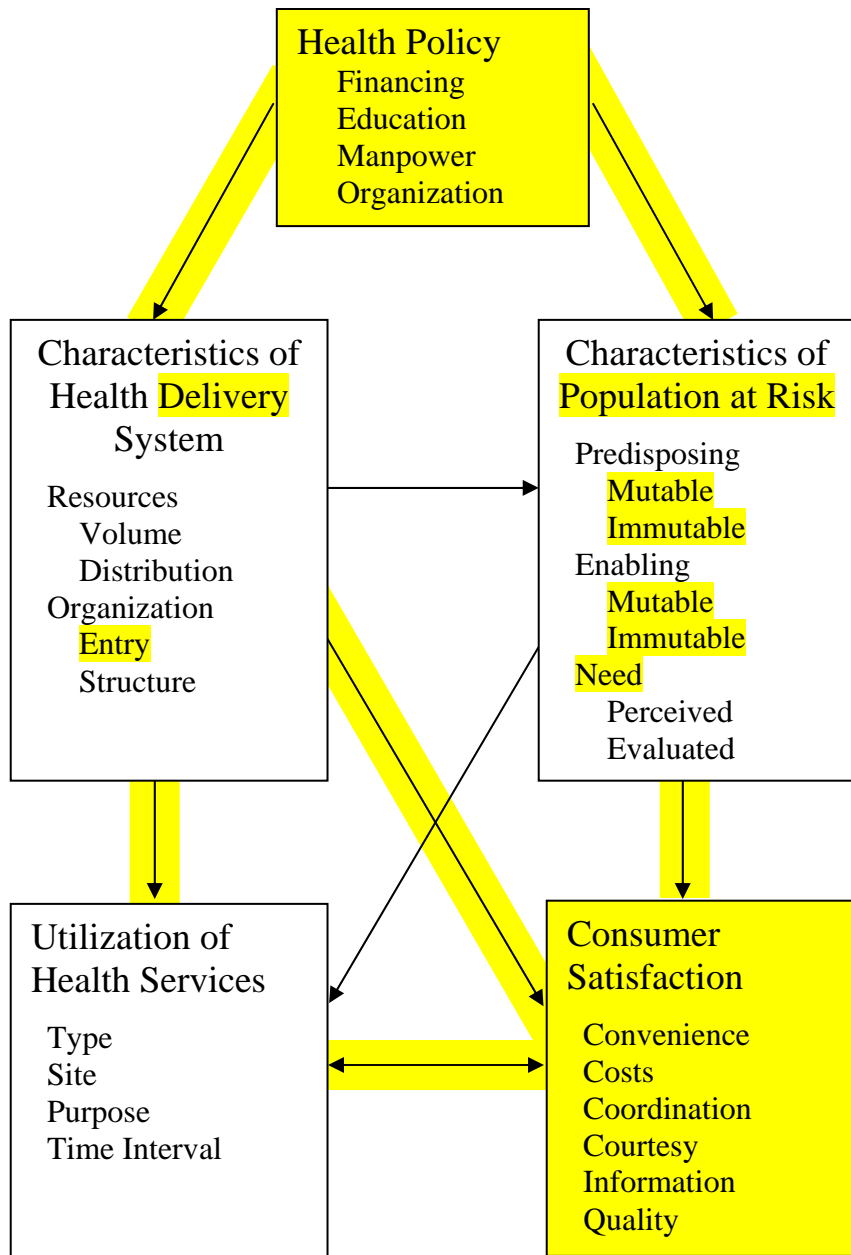 Health Policy
Financing
Education
Manpower
Organization
Characteristics of
Health Delivery
System
Resources
Volume
Distribution
Organization
Entry
Structure
Characteristics of
Population at Risk
Predisposing
Mutable
Immutable
Enabling
Mutable
Immutable
Need
Perceived
Evaluated
Utilization of
Health Services
Type
Site
Purpose
Time Interval
Consumer
Satisfaction
Convenience
Costs
Coordination
Courtesy
Information
Quality